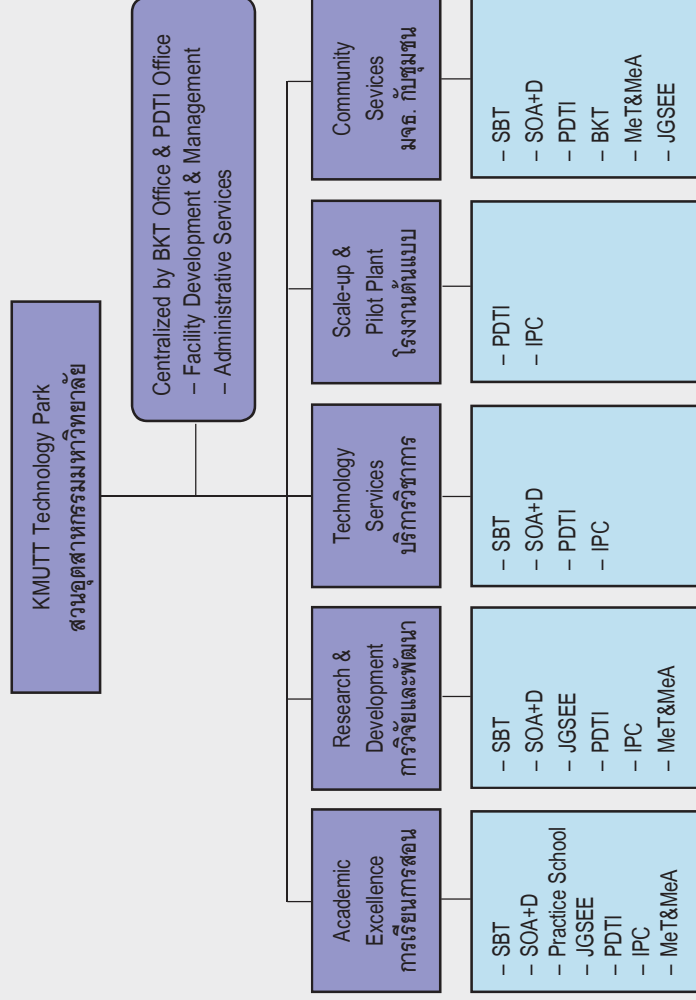 KMUTT Technology Park
สวนอุตสาหกรรมมหาวิทยาลัย
Centralized by BKT Office & PDTI Office
– Facility Development & Management
– Administrative Services
Academic
Excellence
การเรียนการสอน
– SBT
– SOA+D
– Practice School
– JGSEE
– PDTI
– IPC
– MeT&MeA
Research &
Development
การวิจัยและพัฒนา
– SBT
– SOA+D
– JGSEE
– PDTI
– IPC
– MeT&MeA
Technology
Services
บริการวิชาการ
– SBT
– SOA+D
– PDTI
– IPC
Scale-up &
Pilot Plant
โรงงานต้นแบบ
– PDTI
– IPC
Community
Sevices
มจธ. กับชุมชน
– SBT
– SOA+D
– PDTI
– BKT
– MeT&MeA
– JGSEE